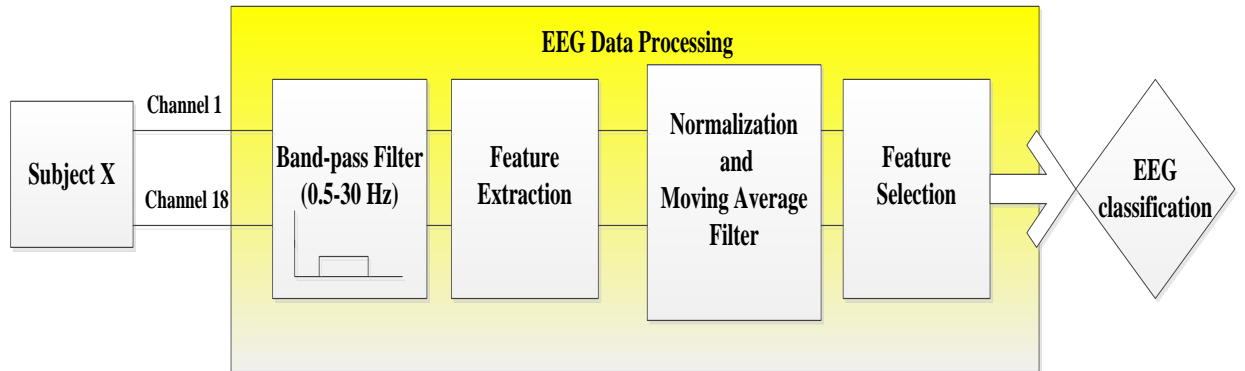 EEG Data Processing
Channel 1
Subject X
Channel 18
Band-pass Filter
(0.5-30 Hz)
Feature
Extraction
Normalization
and
Moving Average
Filter
Feature
Selection
EEG
classification